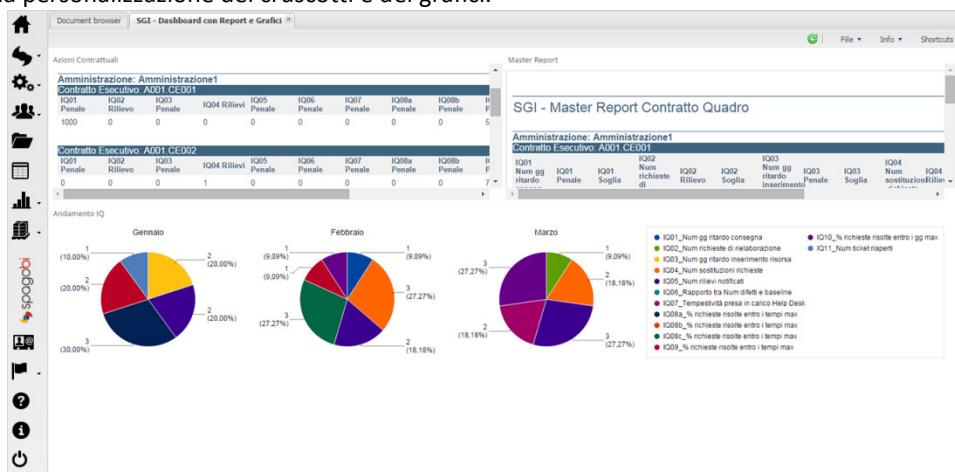 la personalizzazione dei cruscotti e dei grafici.
Document browser
SGI - Dashboard con Report e Grafici
File
Info
Shortcuts
Azioni Contrattuali
Amministrazione: Amministrazione1
Contratto Esecutivo: A001.CE001
IQ01 Penale IQ02 Rilievo IQ03 Penale IQ04 Rilievi IQ05 Penale IQ06 Penale IQ07 Penale IQ08a Penale IQ08b Penale
1000 0 0 0 0 0 0 0 0 5
Contratto Esecutivo: A001.CE002
IQ01 Penale IQ02 Rilievo IQ03 Penale IQ04 Rilievi IQ05 Penale IQ06 Penale IQ07 Penale IQ08a Penale IQ08b Penale
0 0 0 1 0 0 0 0 0 7
Master Report
SGI - Master Report Contratto Quadro
Amministrazione: Amministrazione1
Contratto Esecutivo: A001.CE001
IQ01 Num gg ritardo
IQ01 Penale
IQ01 Soglia
IQ02 Num richieste di
IQ02 Rilievo
IQ02 Soglia
IQ03 Num gg ritardo inserimento
IQ03 Penale
IQ03 Soglia
IQ04 Num sostituzioni
IQ04 Rilievi
Andamento IQ
Gennaio
1 (10,00%)
2 (20,00%)
2 (20,00%)
2 (20,00%)
3 (30,00%)
Febbraio
1 (9,09%)
1 (9,09%)
1 (9,09%)
3 (27,27%)
3 (27,27%)
2 (18,18%)
Marzo
1 (9,09%)
3 (27,27%)
2 (18,18%)
2 (18,18%)
3 (27,27%)
IQ01_Num gg ritardo consegna
IQ02_Num richieste di rielaborazione
IQ03_Num gg ritardo inserimento risorsa
IQ04_Num sostituzioni richieste
IQ05_Num rilievi notificati
IQ06_Rapporto tra Num difetti e baseline
IQ07_Tempestività presa in carico Help Desk
IQ08a_% richieste risolte entro i tempi max
IQ08b_% richieste risolte entro i tempi max
IQ08c_% richieste risolte entro i tempi max
IQ09_% richieste risolte entro i tempi max
IQ10_% richieste risolte entro i gg max
IQ11_Num ticket riaperti
spagobi